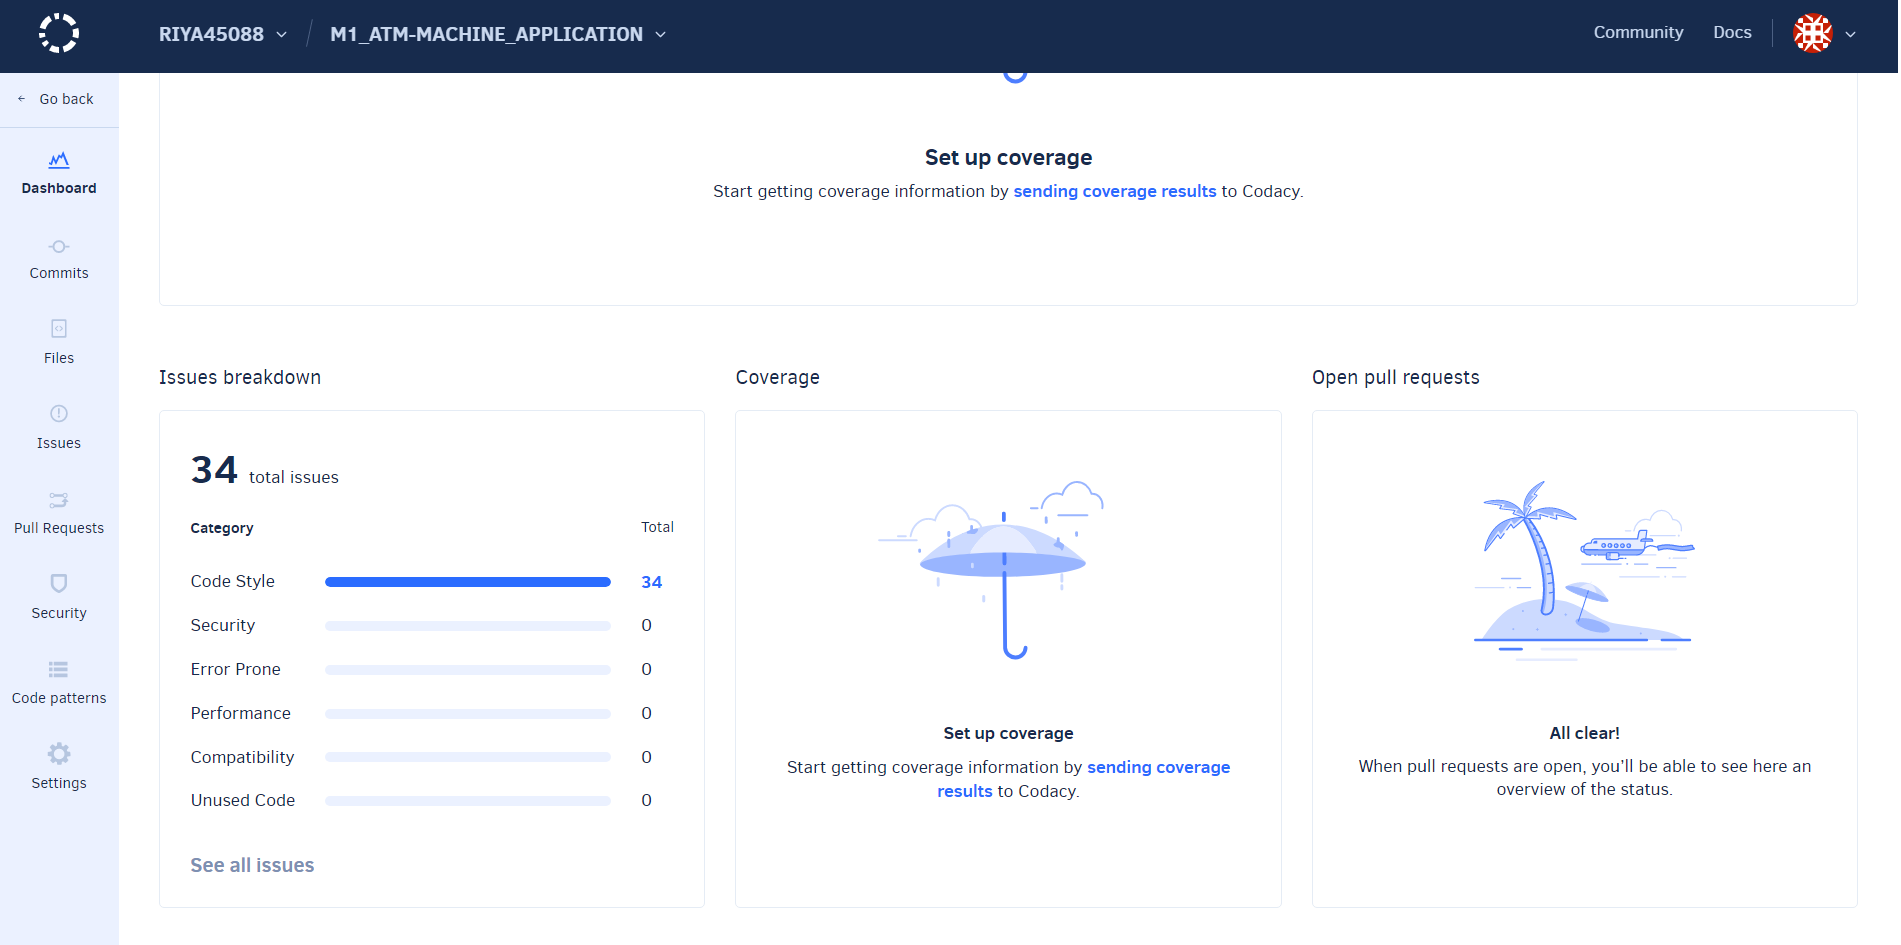 RIYA45088 / M1_ATM-MACHINE_APPLICATION
Community Docs
← Go back
Dashboard
Commits
Files
Issues
Pull Requests
Security
Code patterns
Settings
Set up coverage
Start getting coverage information by sending coverage results to Codacy.
Issues breakdown
34 total issues
Category Total
Code Style 34
Security 0
Error Prone 0
Performance 0
Compatibility 0
Unused Code 0
See all issues
Coverage
Set up coverage
Start getting coverage information by sending coverage
results to Codacy.
Open pull requests
All clear!
When pull requests are open, you’ll be able to see here an
overview of the status.